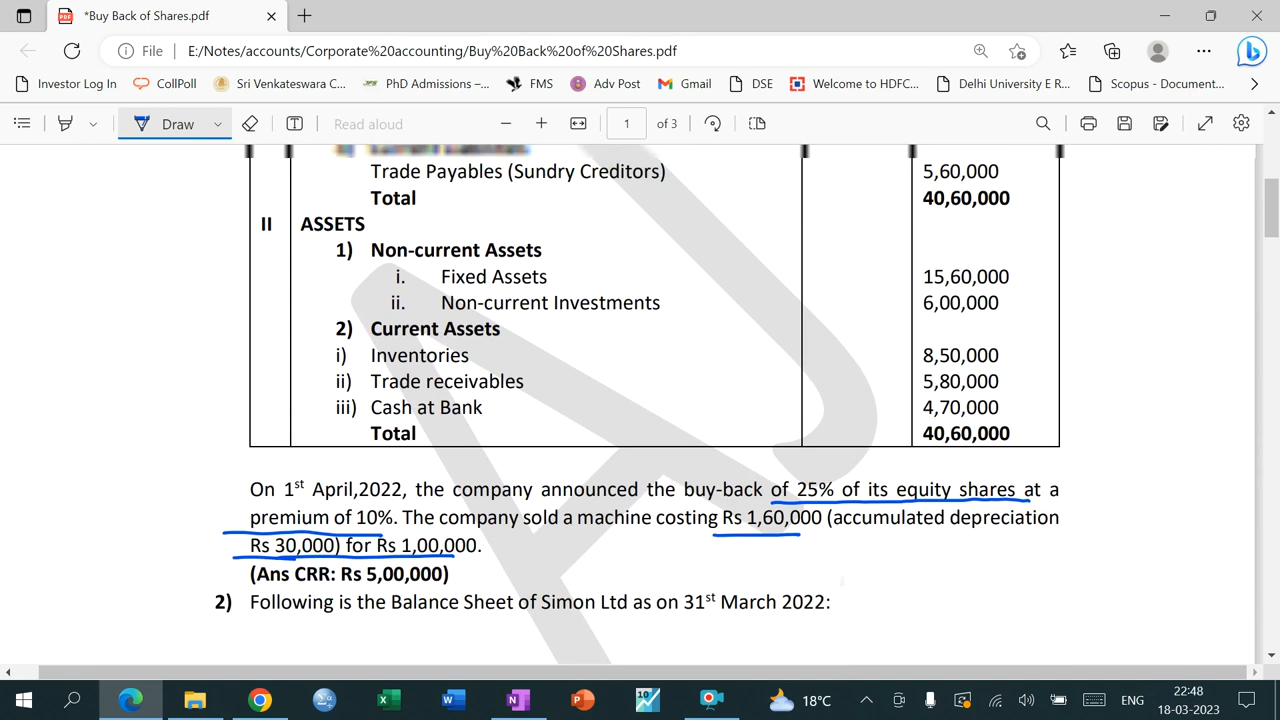 *Buy Back of Shares.pdf
File E:/Notes/accounts/Corporate%20accounting/Buy%20Back%20of%20Shares.pdf
Investor Log In CollPoll Sri Venkateswara C... PhD Admissions –... FMS Adv Post Gmail DSE Welcome to HDFC... Delhi University E R... Scopus - Document...
Draw Read aloud 1 of 3
Trade Payables (Sundry Creditors) 5,60,000
Total 40,60,000
II ASSETS
1) Non-current Assets
i. Fixed Assets 15,60,000
ii. Non-current Investments 6,00,000
2) Current Assets
i) Inventories 8,50,000
ii) Trade receivables 5,80,000
iii) Cash at Bank 4,70,000
Total 40,60,000
On 1st April,2022, the company announced the buy-back of 25% of its equity shares at a
premium of 10%. The company sold a machine costing Rs 1,60,000 (accumulated depreciation
Rs 30,000) for Rs 1,00,000.
(Ans CRR: Rs 5,00,000)
2) Following is the Balance Sheet of Simon Ltd as on 31st March 2022:
18°C ENG 22:48
18-03-2023